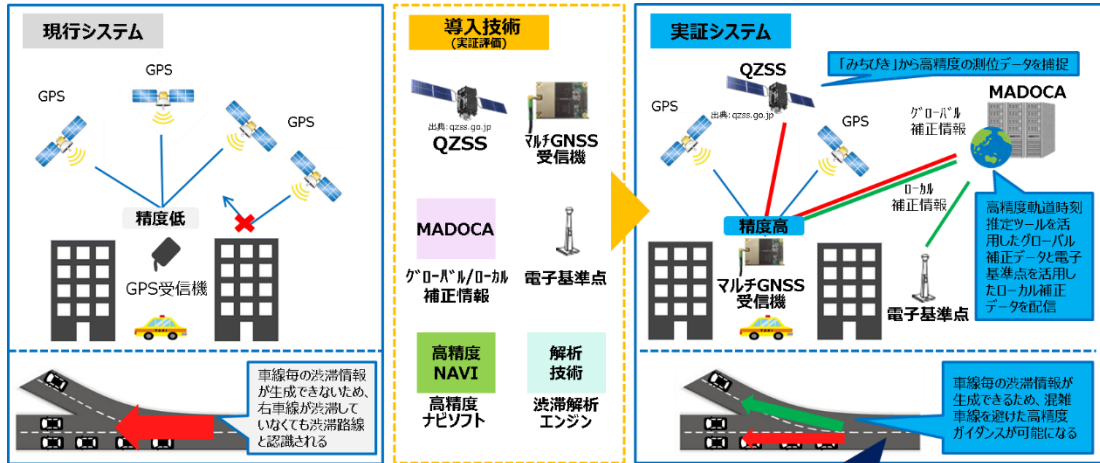 現行システム
GPS
GPS
GPS
精度低
GPS受信機
車線毎の渋滞情報
が生成できないため、
右車線が渋滞して
いなくても渋滞路線
と認識される
導入技術
(実証評価)
出典:qzss.go.jp
QZSS
ﾏﾙﾁGNSS
受信機
MADOCA
ｸﾞﾛｰﾊﾞﾙ/ﾛｰｶﾙ
補正情報
電子基準点
高精度
NAVI
高精度
ナビソフト
解析
技術
渋滞解析
エンジン
実証システム
「みちびき」から高精度の測位データを捕捉
QZSS
出典:qzss.go.jp
GPS
GPS
MADOCA
ｸﾞﾛｰﾊﾞﾙ
補正情報
ﾛｰｶﾙ
補正情報
精度高
ﾏﾙﾁGNSS
受信機
電子基準点
高精度軌道時刻
推定ツールを活
用したグローバル
補正データと電子
基準点を活用し
たローカル補正
データを配信
車線毎の渋滞情報が
生成できるため、混雑
車線を避けた高精度
ガイダンスが可能になる